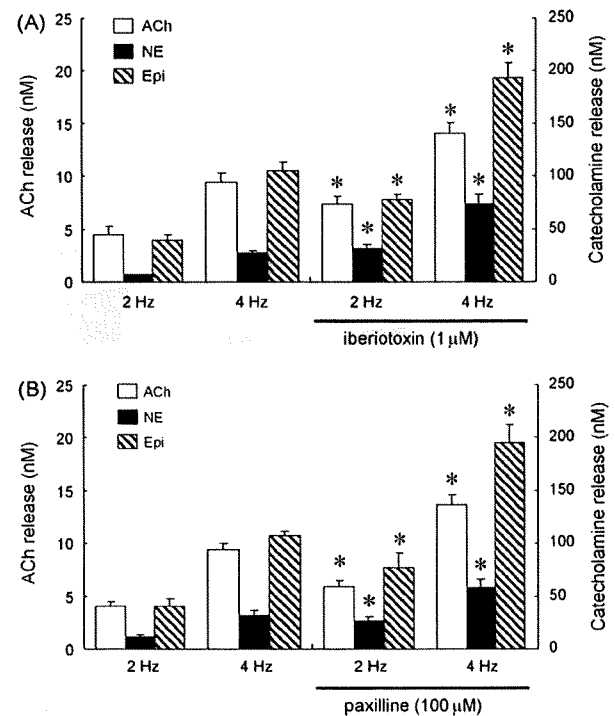 (A)
25
20
15
10
5
0
ACh release (nM)
ACh
NE
Epi
250
200
150
100
50
0
Catecholamine release (nM)
* * * * * *
2 Hz 4 Hz 2 Hz 4 Hz
iberiotoxin (1 μM)
(B)
25
20
15
10
5
0
ACh release (nM)
ACh
NE
Epi
250
200
150
100
50
0
Catecholamine release (nM)
* * * * * *
2 Hz 4 Hz 2 Hz 4 Hz
paxilline (100 μM)